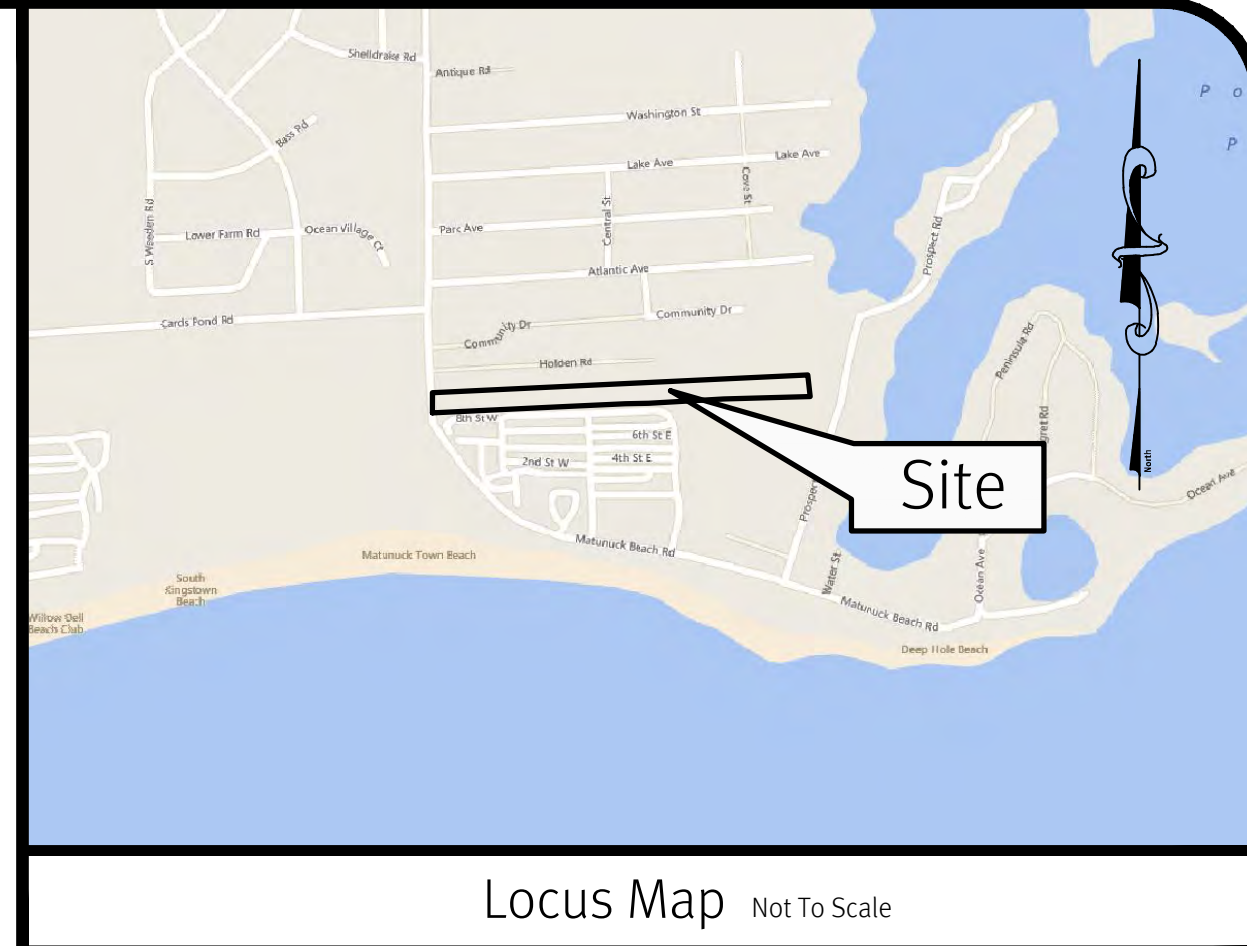 Shelldrake Rd
Antique Rd
P o
Washington St
Bass Rd
P
Lake Ave
Lake Ave
Cove St
S Weeden Rd
Central St
Lower Farm Rd
Ocean Village Ct
Parc Ave
Prospect Rd
Atlantic Ave
Cards Pond Rd
Community Dr
Community Dr
Peninsula Rd
Holden Rd
gret Rd
8th St W
6th St E
2nd St W
4th St E
North
Site
Ocean Ave
Prosper
Matunuck Beach Rd
Matunuck Town Beach
Water St
Ocean Ave
South
Kingstown
Beach
Matunuck Beach Rd
Willow Dell
Beach Club
Deep Hole Beach
Locus Map Not To Scale